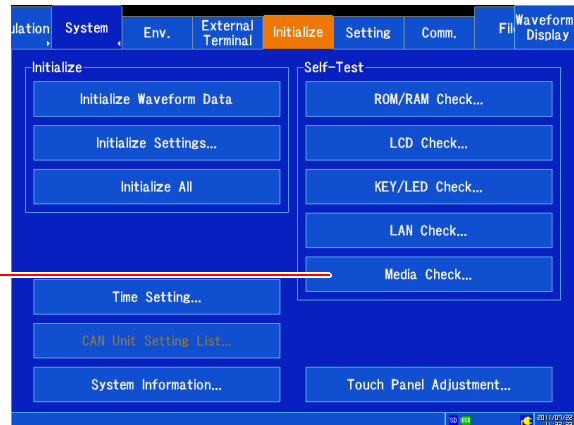 ulation
System
Env.
External
Terminal
Initialize
Setting
Comm.
Fil
Waveform
Display
Initialize
Initialize Waveform Data
Initialize Settings...
Initialize All
Self-Test
ROM/RAM Check...
LCD Check...
KEY/LED Check...
LAN Check...
Media Check...
Time Setting...
CAN Unit Setting List...
System Information...
Touch Panel Adjustment...
SD USB
2011/07/22